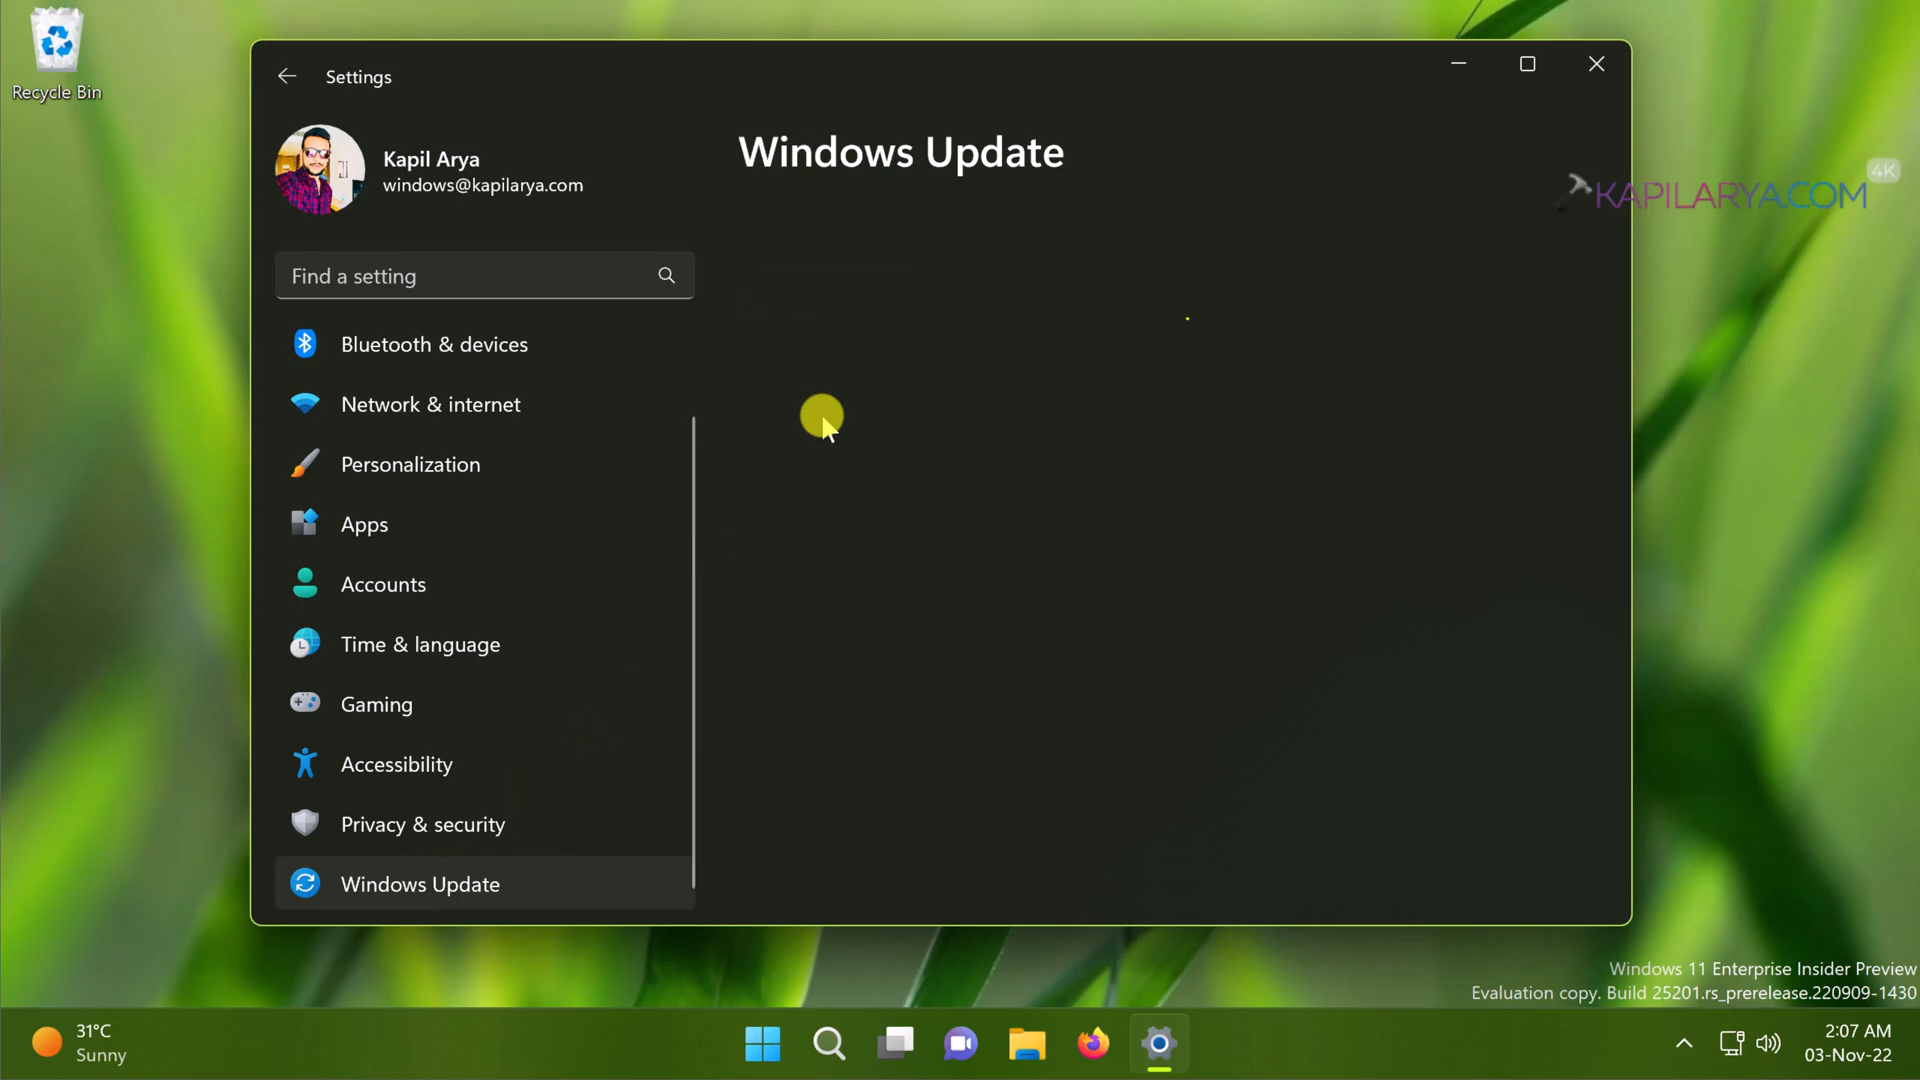 Recycle Bin
Settings
Kapil Arya
windows@kapilarya.com
Windows Update
4K
KAPILARYA.COM
Find a setting
Bluetooth & devices
Network & internet
Personalization
Apps
Accounts
Time & language
Gaming
Accessibility
Privacy & security
Windows Update
Windows 11 Enterprise Insider Preview
Evaluation copy. Build 25201.rs_prerelease.220909-1430
31°C
Sunny
2:07 AM
03-Nov-22